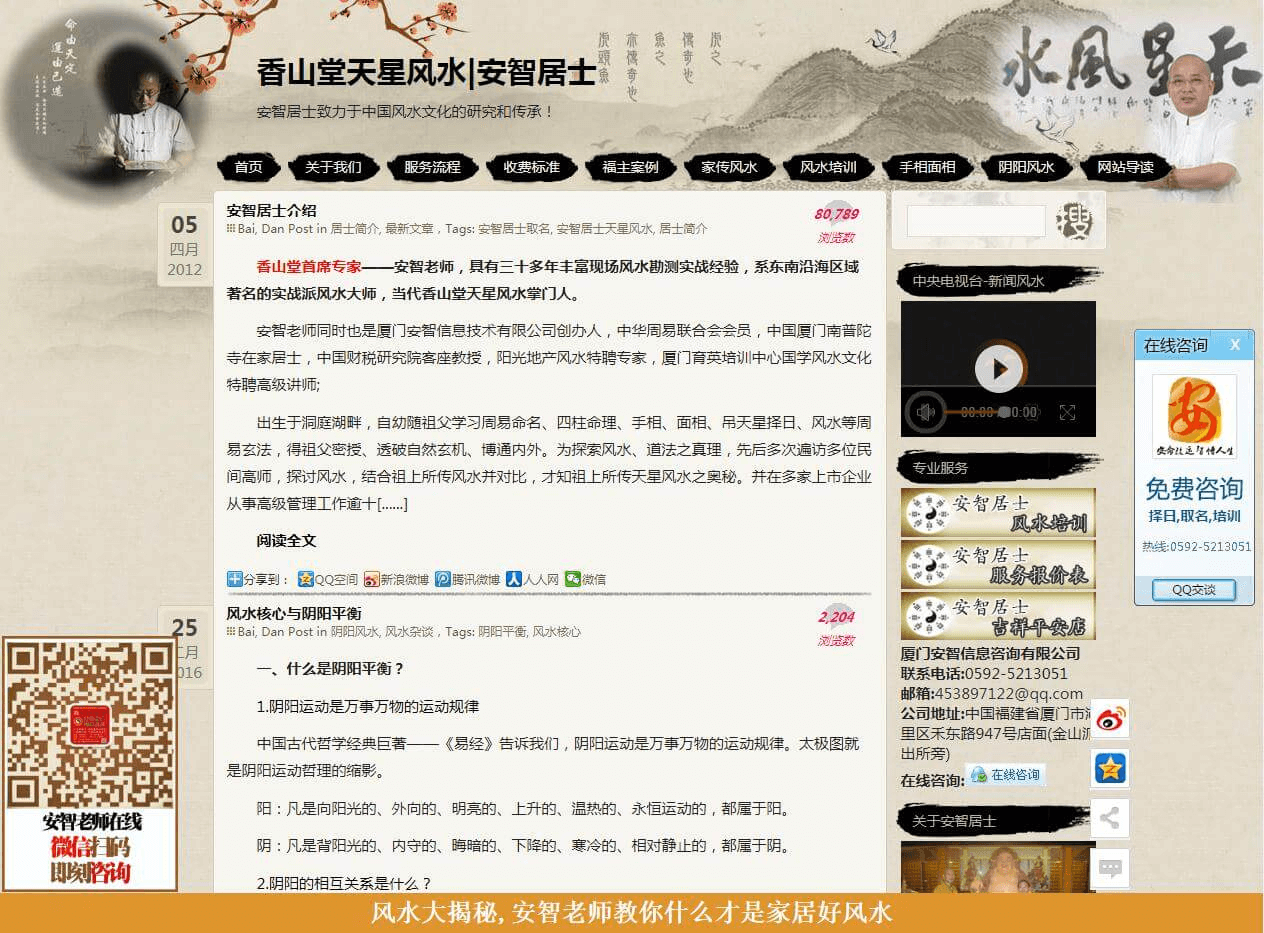 命由天定
運由己造
虎之
傳奇也
魚之
亦傳奇也
虎頭魚
天星風水
香山堂天星风水|安智居士
安智居士致力于中国风水文化的研究和传承！
首页
关于我们
服务流程
收费标准
福主案例
家传风水
风水培训
手相面相
阴阳风水
网站导读
05
四月
2012
安智居士介绍
Bai, Dan Post in 居士简介, 最新文章，Tags: 安智居士取名, 安智居士天星风水, 居士简介
80,789
浏览数
香山堂首席专家——安智老师，具有三十多年丰富现场风水勘测实战经验，系东南沿海区域
著名的实战派风水大师，当代香山堂天星风水掌门人。
安智老师同时也是厦门安智信息技术有限公司创办人，中华周易联合会会员，中国厦门南普陀
寺在家居士，中国财税研究院客座教授，阳光地产风水特聘专家，厦门育英培训中心国学风水文化
特聘高级讲师;
出生于洞庭湖畔，自幼随祖父学习周易命名、四柱命理、手相、面相、吊天星择日、风水等周
易玄法，得祖父密授、透破自然玄机、博通内外。为探索风水、道法之真理，先后多次遍访多位民
间高师，探讨风水，结合祖上所传风水并对比，才知祖上所传天星风水之奥秘。并在多家上市企业
从事高级管理工作逾十[......]
阅读全文
分享到： QQ空间 新浪微博 腾讯微博 人人网 微信
25
二月
016
风水核心与阴阳平衡
Bai, Dan Post in 阴阳风水, 风水杂谈，Tags: 阴阳平衡, 风水核心
2,204
浏览数
一、什么是阴阳平衡？
1.阴阳运动是万事万物的运动规律
中国古代哲学经典巨著——《易经》告诉我们，阴阳运动是万事万物的运动规律。太极图就
是阴阳运动哲理的缩影。
阳：凡是向阳光的、外向的、明亮的、上升的、温热的、永恒运动的，都属于阳。
阴：凡是背阳光的、内守的、晦暗的、下降的、寒冷的、相对静止的，都属于阴。
2.阴阳的相互关系是什么？
搜
中央电视台-新闻风水
00:00
00:00
专业服务
安智居士
风水培训
安智居士
服务报价表
安智居士
吉祥平安店
厦门安智信息咨询有限公司
联系电话:0592-5213051
邮箱:453897122@qq.com
公司地址:中国福建省厦门市湖
里区禾东路947号店面(金山派
出所旁)
在线咨询: 在线咨询
关于安智居士
在线咨询 X
安
安命钰运智博人生
免费咨询
择日,取名,培训
热线:0592-5213051
QQ交谈
安智老师在线
微信扫码
即刻咨询
风水大揭秘, 安智老师教你什么才是家居好风水